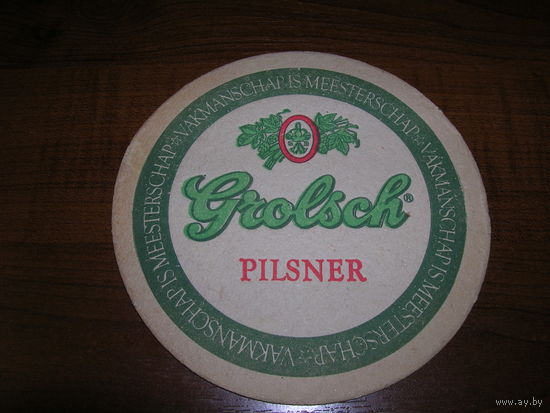 VAKMANSCHAP IS MEESTERSCHAP ☆ VAKMANSCHAP IS MEESTERSCHAP ☆ VAKMANSCHAP IS MEESTERSCHAP ☆
Grolsch®
PILSNER
www.ay.by